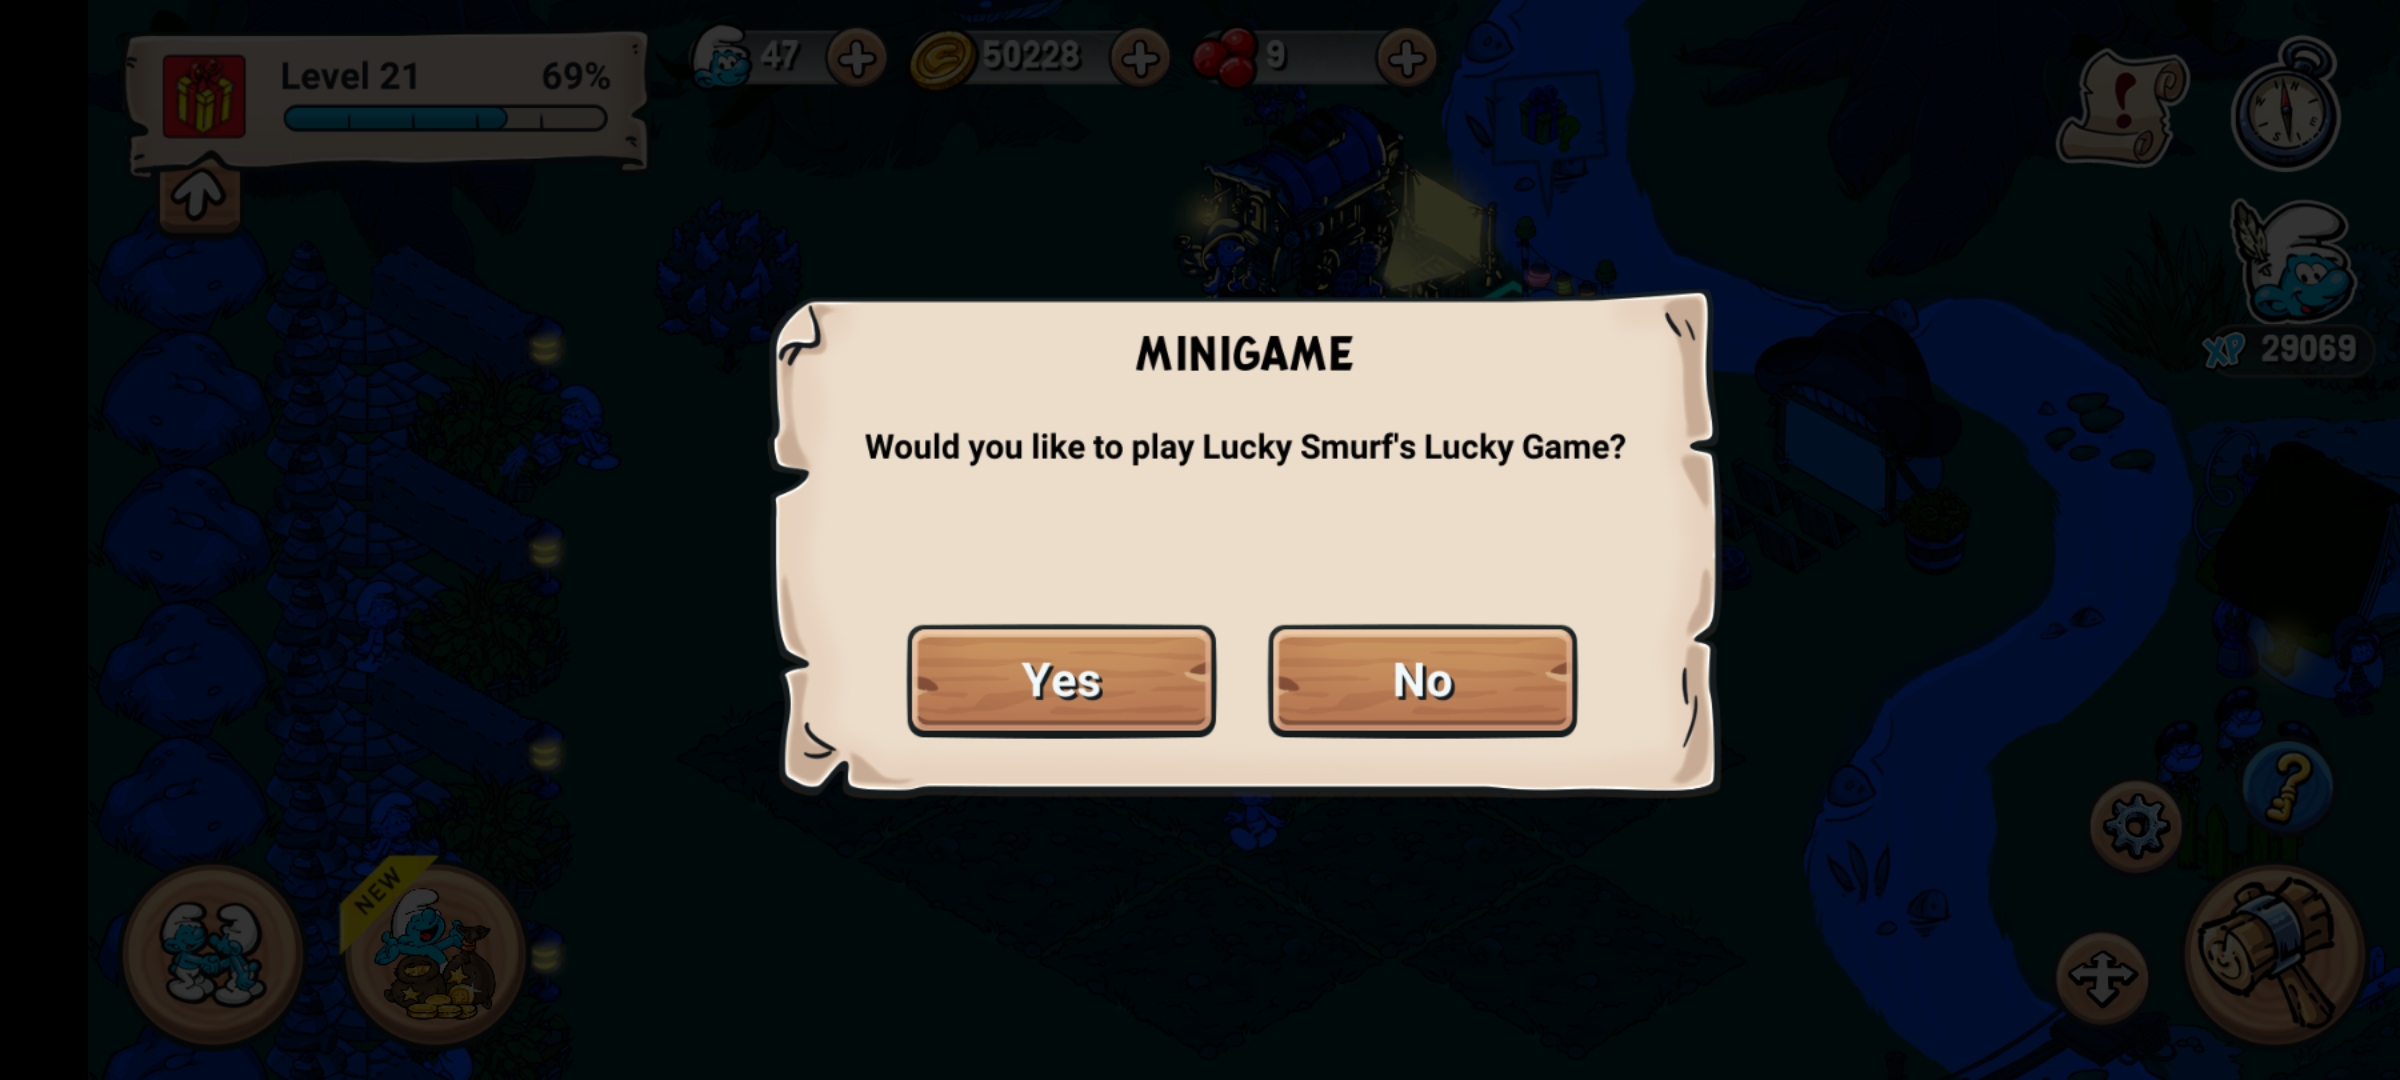 Level 21 69%
47
50228
9
XP 29069
MINIGAME
Would you like to play Lucky Smurf's Lucky Game?
Yes
No
NEW